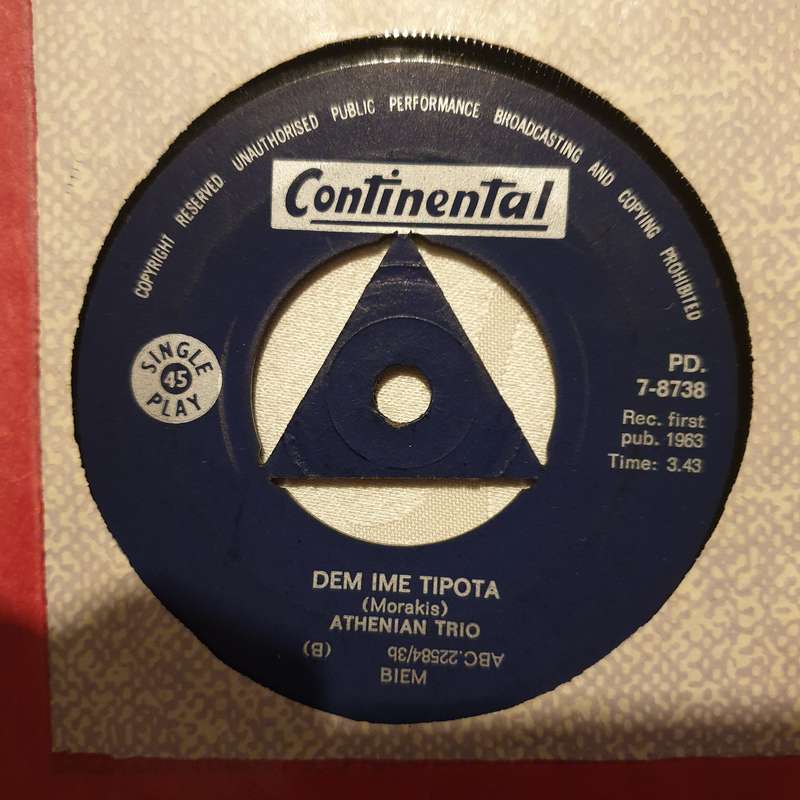 COPYRIGHT RESERVED. UNAUTHORISED PUBLIC PERFORMANCE BROADCASTING AND COPYING PROHIBITED
Continental
SINGLE
45
PLAY
PD.
7-8738
Rec. first
pub. 1963
Time: 3.43
DEM IME TIPOTA
(Morakis)
ATHENIAN TRIO
ABC.22584/3b (B)
BIEM